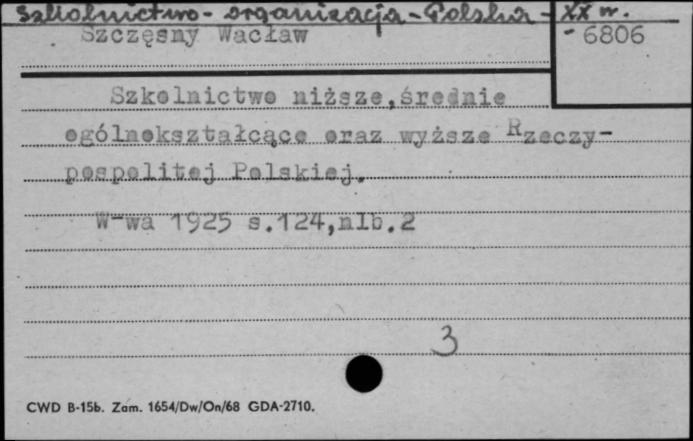 szkolnictwo - organizacja - Polska - XX w.
Szczęsny Wacław
- 6806
Szkolnictwo niższe, średnie
ogólnokształcące oraz wyższe Rzeczy-
pospolitej Polskiej.
W-wa 1925 s.124,nlb.2
3
CWD B-15b. Zam. 1654/Dw/On/68 GDA-2710.